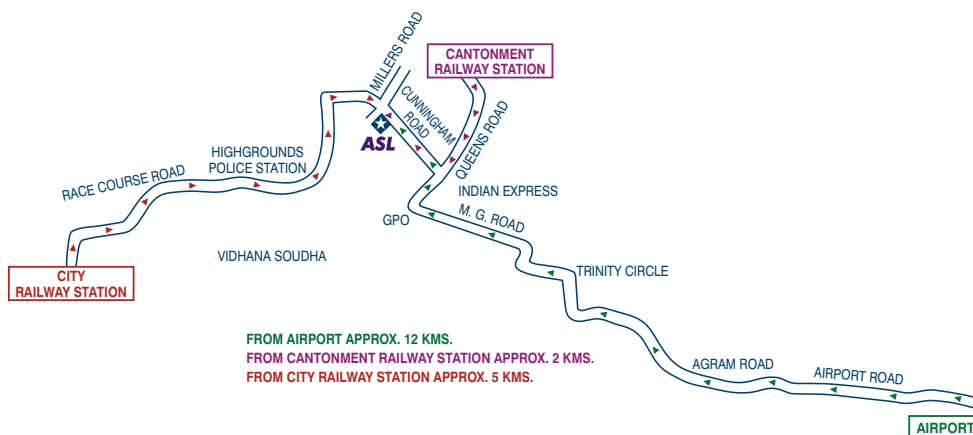 MILLERS ROAD
CANTONMENT
RAILWAY STATION
CUNNINGHAM
ROAD
QUEENS ROAD
ASL
HIGHGROUNDS
POLICE STATION
RACE COURSE ROAD
INDIAN EXPRESS
GPO
M. G. ROAD
VIDHANA SOUDHA
TRINITY CIRCLE
CITY
RAILWAY STATION
FROM AIRPORT APPROX. 12 KMS.
FROM CANTONMENT RAILWAY STATION APPROX. 2 KMS.
FROM CITY RAILWAY STATION APPROX. 5 KMS.
AGRAM ROAD
AIRPORT ROAD
AIRPORT